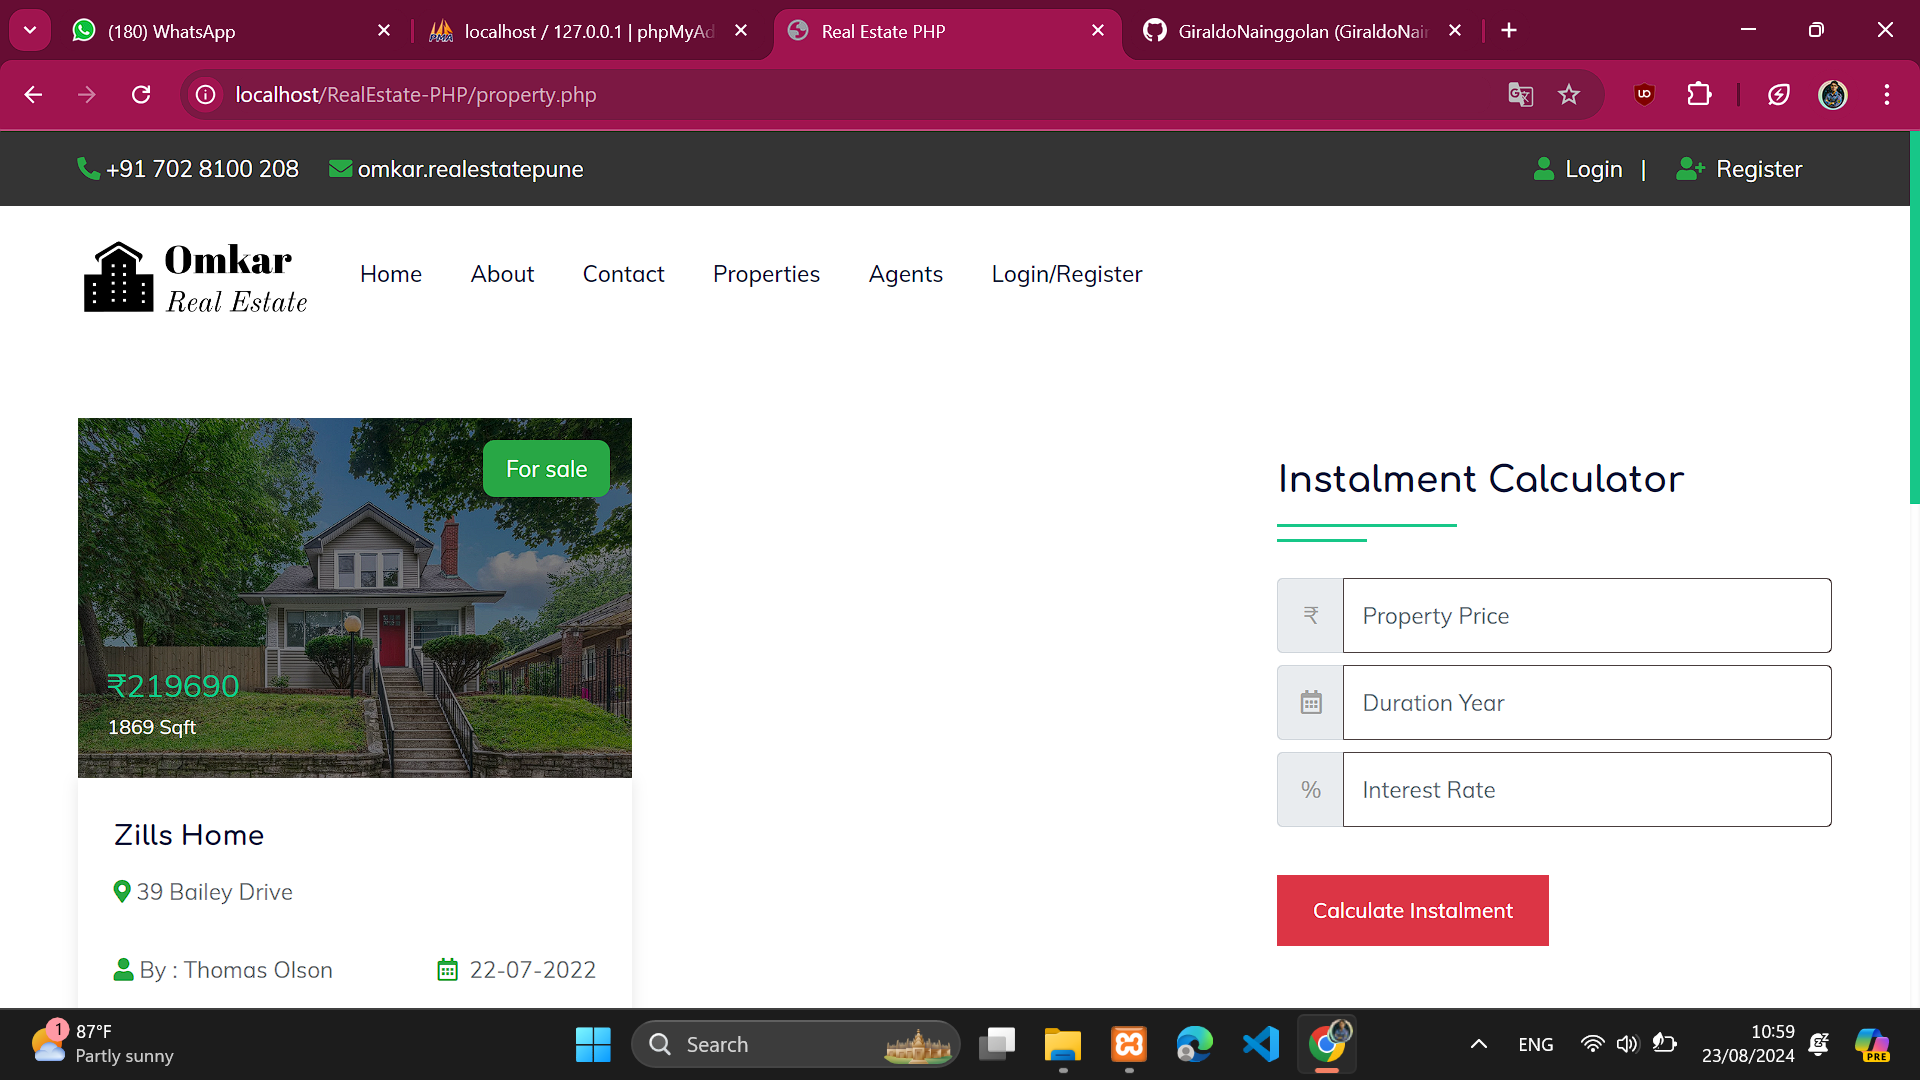 (180) WhatsApp
localhost / 127.0.0.1 | phpMyAd
Real Estate PHP
GiraldoNainggolan (GiraldoNain
localhost/RealEstate-PHP/property.php
+91 702 8100 208
omkar.realestatepune
Login |
Register
Omkar
Real Estate
Home
About
Contact
Properties
Agents
Login/Register
For sale
₹219690
1869 Sqft
Zills Home
39 Bailey Drive
By : Thomas Olson
22-07-2022
Instalment Calculator
₹ Property Price
Duration Year
% Interest Rate
Calculate Instalment
1
87°F
Partly sunny
Search
ENG
10:59
23/08/2024
PRE